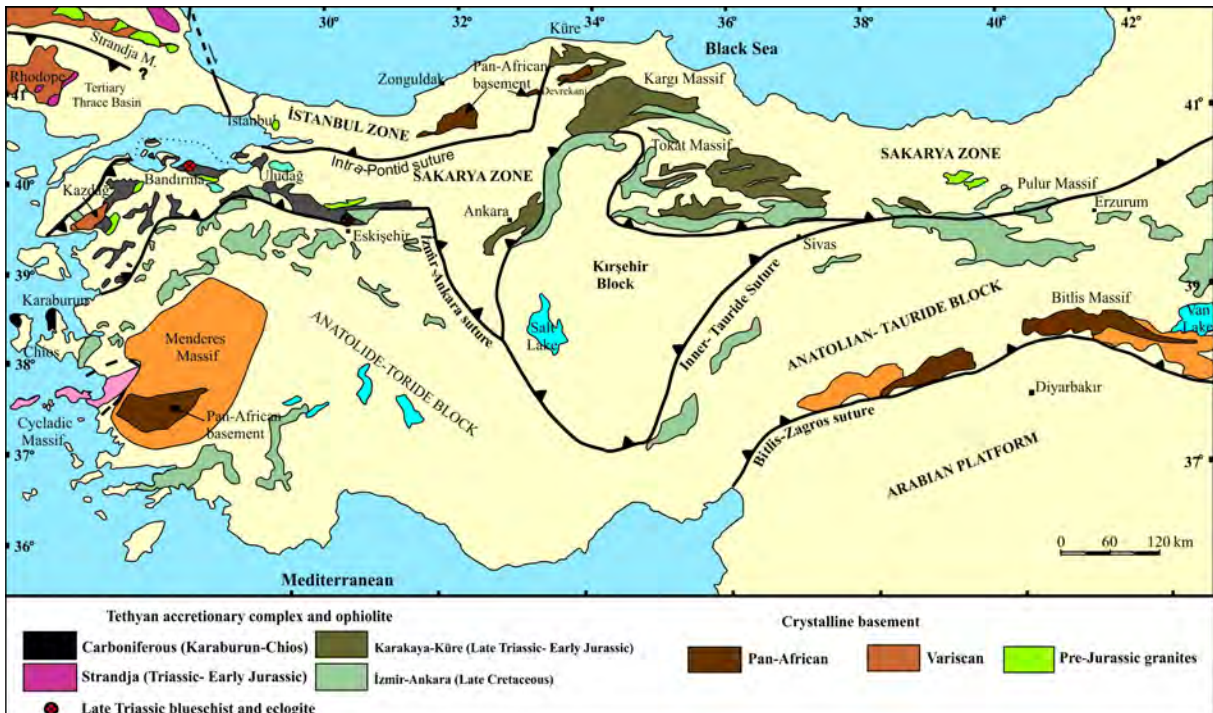 30°
32°
34°
36°
38°
40°
42°
Küre
Black Sea
Strandja M.
?
Rhodope
Tertiary
Thrace Basin
41
Zonguldak
Pan-African
basement
Devrekani
Kargı Massif
41°
İstanbul
İSTANBUL ZONE
Intra-Pontid suture
SAKARYA ZONE
Tokat Massif
SAKARYA ZONE
Pulur Massif
Erzurum
40°
Kazdağ
Bandırma
Uludağ
Ankara
Eskişehir
Sivas
39°
39
İzmir-Ankara suture
Kırşehir
Block
Inner-Tauride Suture
ANATOLIAN- TAURIDE BLOCK
Bitlis Massif
Van
Lake
Karaburun
Chios
Menderes
Massif
ANATOLIDE-TORIDE BLOCK
Salt
Lake
38°
Diyarbakır
Pan-African
basement
Cycladic
Massif
Bitlis-Zagros suture
ARABIAN PLATFORM
37°
37°
36°
0 60 120 km
Mediterranean
Tethyan accretionary complex and ophiolite
Crystalline basement
Carboniferous (Karaburun-Chios)
Karakaya-Küre (Late Triassic- Early Jurassic)
Pan-African
Variscan
Pre-Jurassic granites
Strandja (Triassic- Early Jurassic)
İzmir-Ankara (Late Cretaceous)
Late Triassic blueschist and eclogite